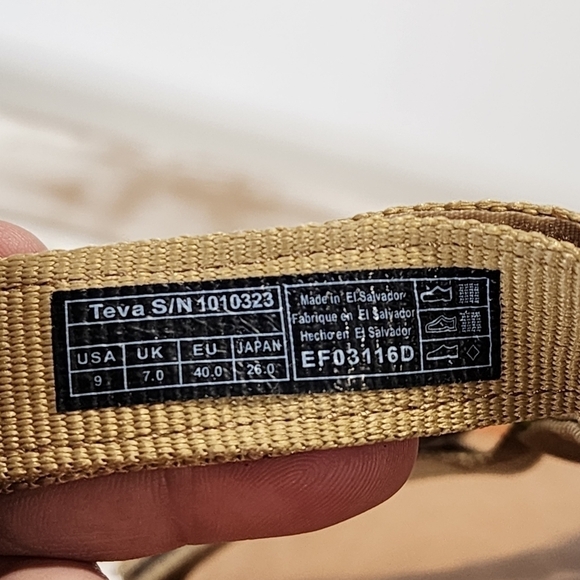 Teva S/N 1010323
USA UK EU JAPAN
9 7.0 40.0 26.0
Made in El Salvador
Fabrique en El Salvador
Hecho en El Salvador
EF03116D